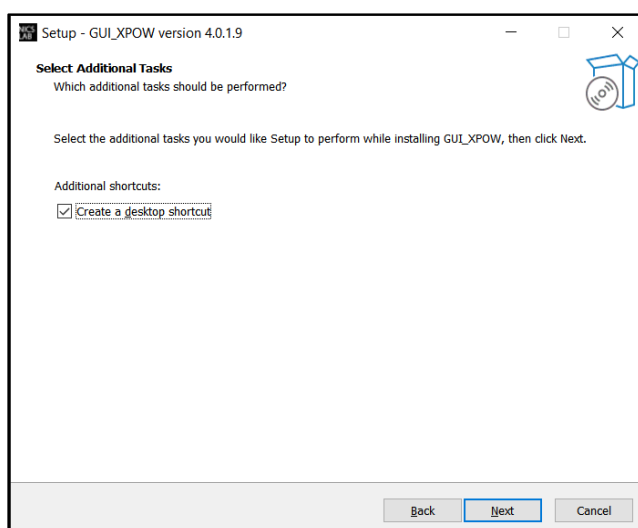 NICS
LAB
Setup - GUI_XPOW version 4.0.1.9
Select Additional Tasks
Which additional tasks should be performed?
Select the additional tasks you would like Setup to perform while installing GUI_XPOW, then click Next.
Additional shortcuts:
Create a desktop shortcut
Back Next Cancel